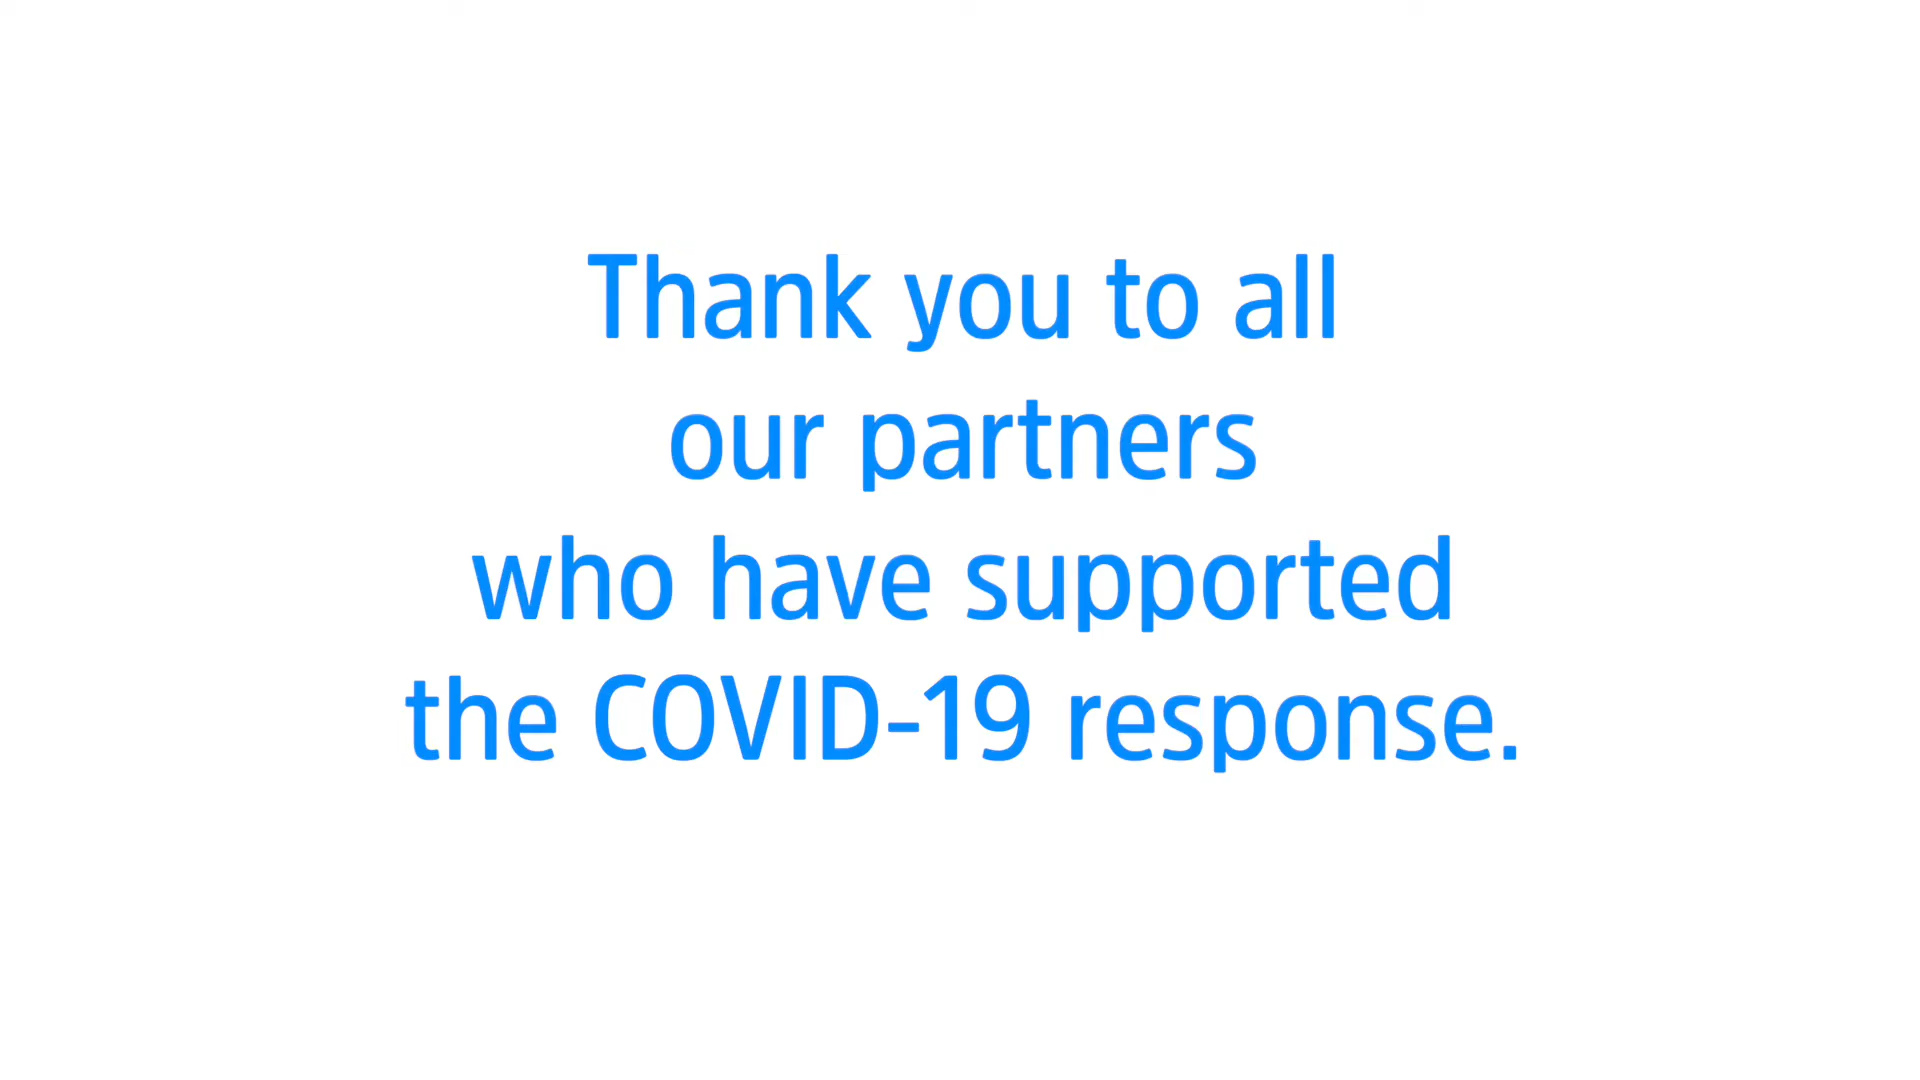 Thank you to all
our partners
who have supported
the COVID-19 response.